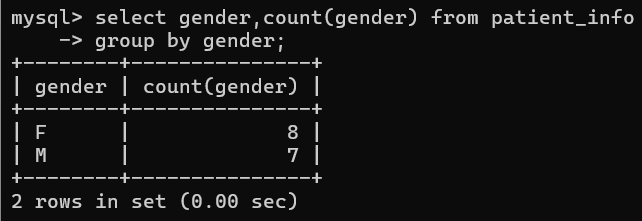 mysql> select gender,count(gender) from patient_info
    -> group by gender;
+--------+---------------+
| gender | count(gender) |
+--------+---------------+
| F      |             8 |
| M      |             7 |
+--------+---------------+
2 rows in set (0.00 sec)